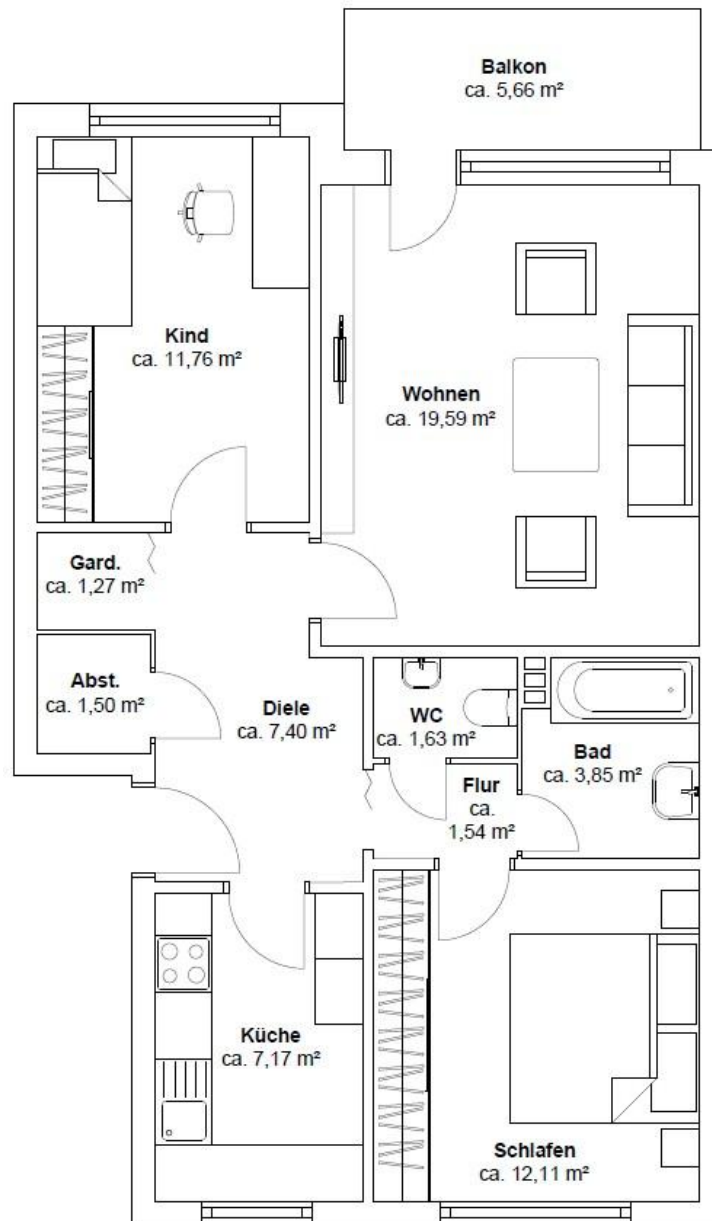 Balkon
ca. 5,66 m²
Kind
ca. 11,76 m²
Wohnen
ca. 19,59 m²
Gard.
ca. 1,27 m²
Abst.
ca. 1,50 m²
Diele
ca. 7,40 m²
WC
ca. 1,63 m²
Bad
ca. 3,85 m²
Flur
ca.
1,54 m²
Küche
ca. 7,17 m²
Schlafen
ca. 12,11 m²